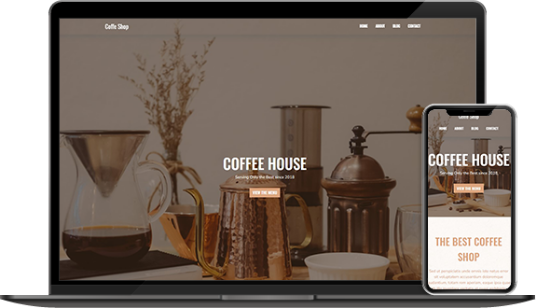 Coffe Shop
HOME ABOUT BLOG CONTACT
COFFEE HOUSE
Serving Only the Best since 2018
VIEW THE MENU
Coffe Shop
HOME ABOUT BLOG CONTACT
COFFEE HOUSE
Serving Only the Best since 2018
VIEW THE MENU
THE BEST COFFEE
SHOP